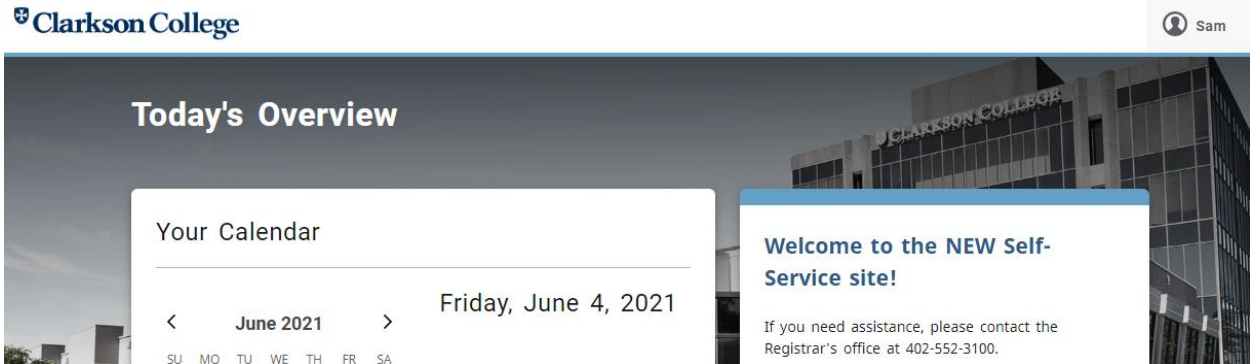 Clarkson College
Sam
Today's Overview
CLARKSON COLLEGE
Your Calendar
Friday, June 4, 2021
June 2021
SU MO TU WE TH FR SA
Welcome to the NEW Self-
Service site!
If you need assistance, please contact the
Registrar's office at 402-552-3100.